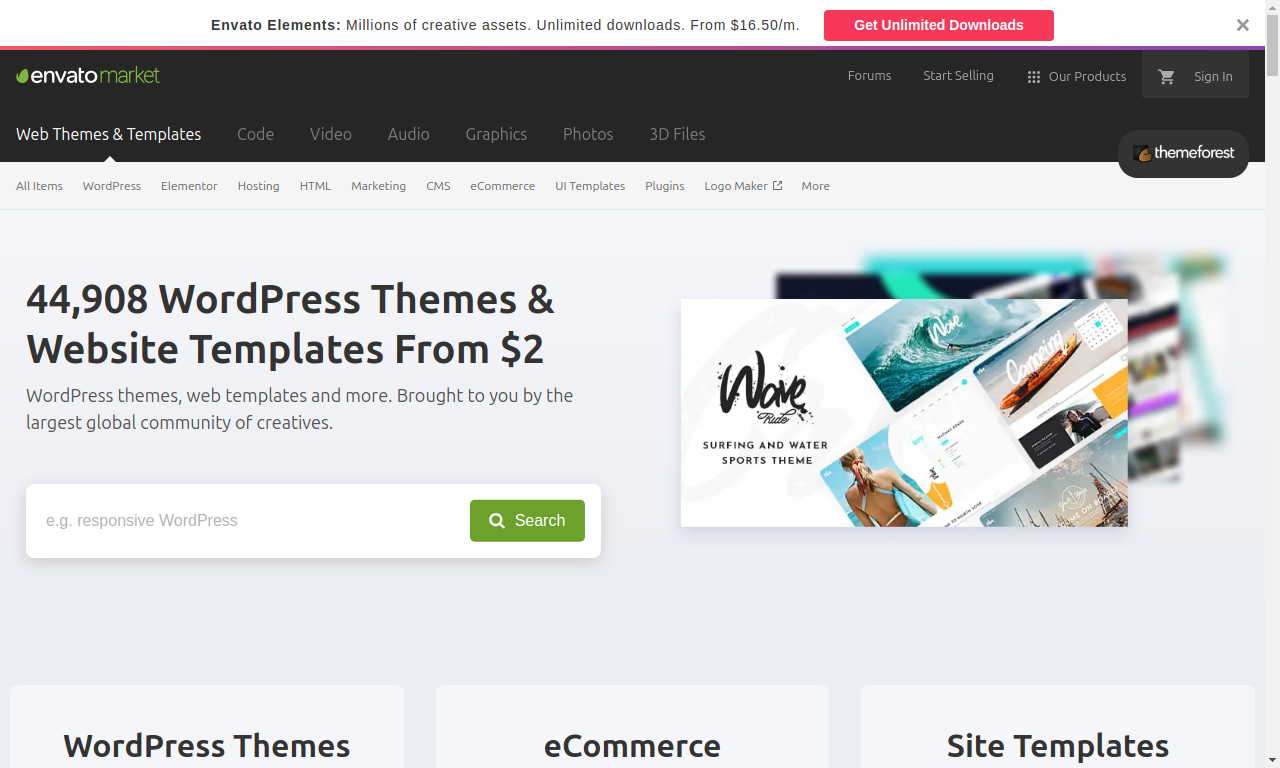 Envato Elements: Millions of creative assets. Unlimited downloads. From $16.50/m.
Get Unlimited Downloads
envato market
Forums
Start Selling
Our Products
Sign In
Web Themes & Templates
Code
Video
Audio
Graphics
Photos
3D Files
themeforest
All Items
WordPress
Elementor
Hosting
HTML
Marketing
CMS
eCommerce
UI Templates
Plugins
Logo Maker
More
44,908 WordPress Themes &
Website Templates From $2
WordPress themes, web templates and more. Brought to you by the
largest global community of creatives.
e.g. responsive WordPress
Search
Wave
Ride
SURFING AND WATER
SPORTS THEME
Wave
Camping
WordPress Themes
eCommerce
Site Templates